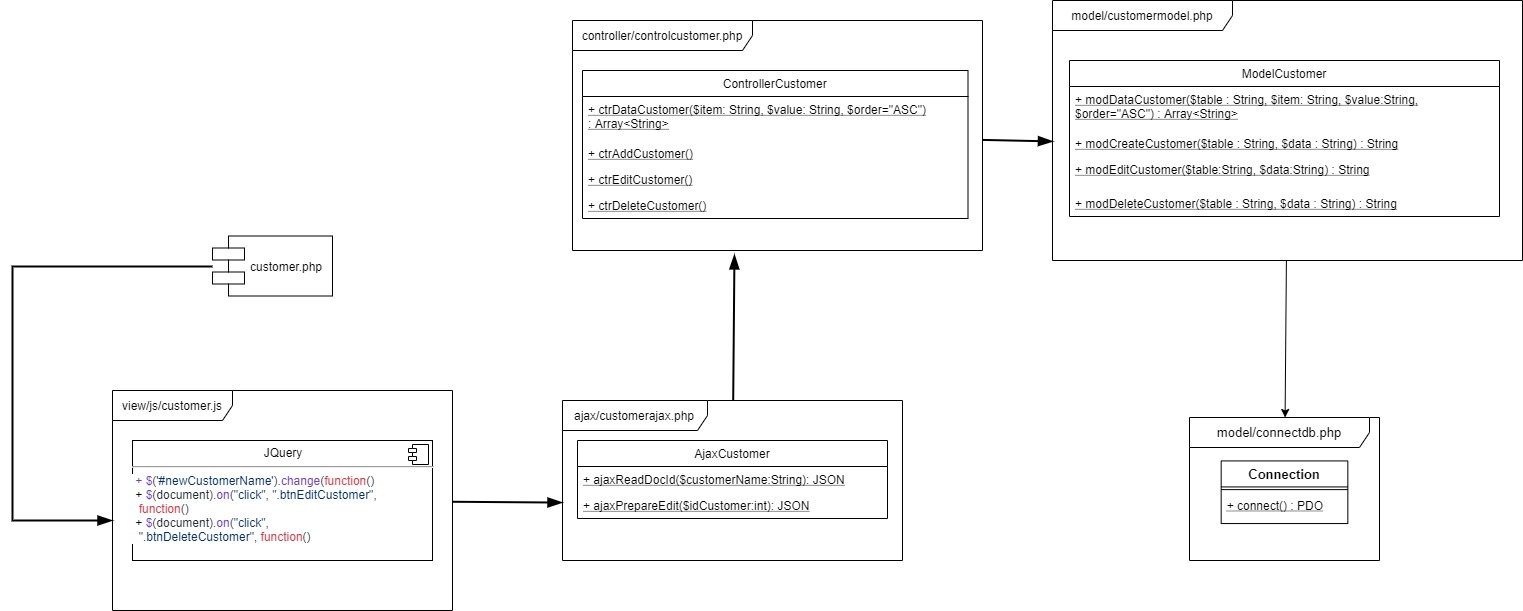 customer.php
view/js/customer.js
JQuery
+ $('#newCustomerName').change(function()
+ $(document).on("click", ".btnEditCustomer",
function()
+ $(document).on("click",
".btnDeleteCustomer", function()
ajax/customerajax.php
AjaxCustomer
+ ajaxReadDocId($customerName:String): JSON
+ ajaxPrepareEdit($idCustomer:int): JSON
controller/controlcustomer.php
ControllerCustomer
+ ctrDataCustomer($item: String, $value: String, $order="ASC")
: Array<String>
+ ctrAddCustomer()
+ ctrEditCustomer()
+ ctrDeleteCustomer()
model/customermodel.php
ModelCustomer
+ modDataCustomer($table : String, $item: String, $value:String,
$order="ASC") : Array<String>
+ modCreateCustomer($table : String, $data : String) : String
+ modEditCustomer($table:String, $data:String) : String
+ modDeleteCustomer($table : String, $data : String) : String
model/connectdb.php
Connection
+ connect() : PDO